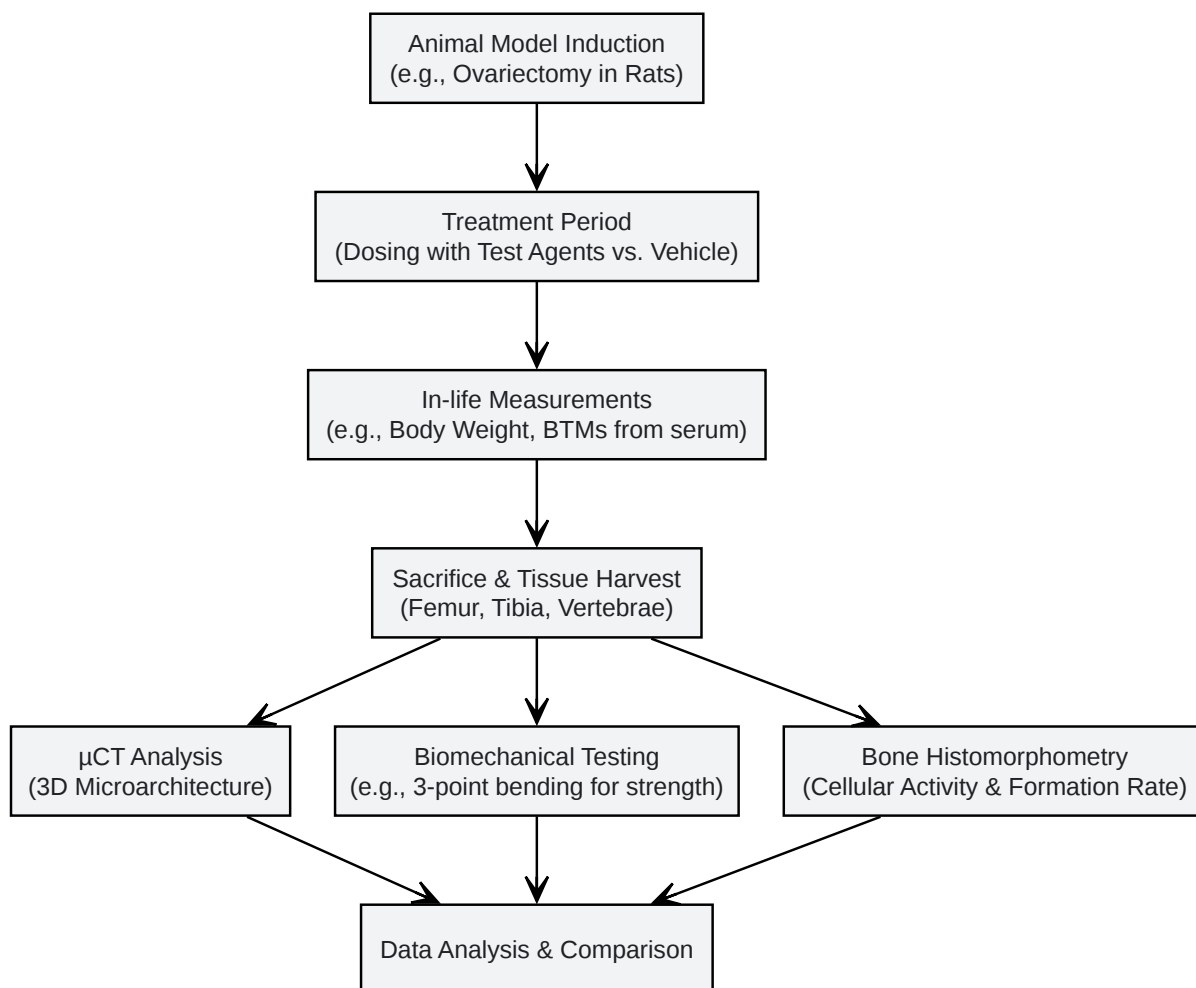 Animal Model Induction
(e.g., Ovariectomy in Rats)
Treatment Period
(Dosing with Test Agents vs. Vehicle)
In-life Measurements
(e.g., Body Weight, BTMs from serum)
Sacrifice & Tissue Harvest
(Femur, Tibia, Vertebrae)
µCT Analysis
(3D Microarchitecture)
Biomechanical Testing
(e.g., 3-point bending for strength)
Bone Histomorphometry
(Cellular Activity & Formation Rate)
Data Analysis & Comparison